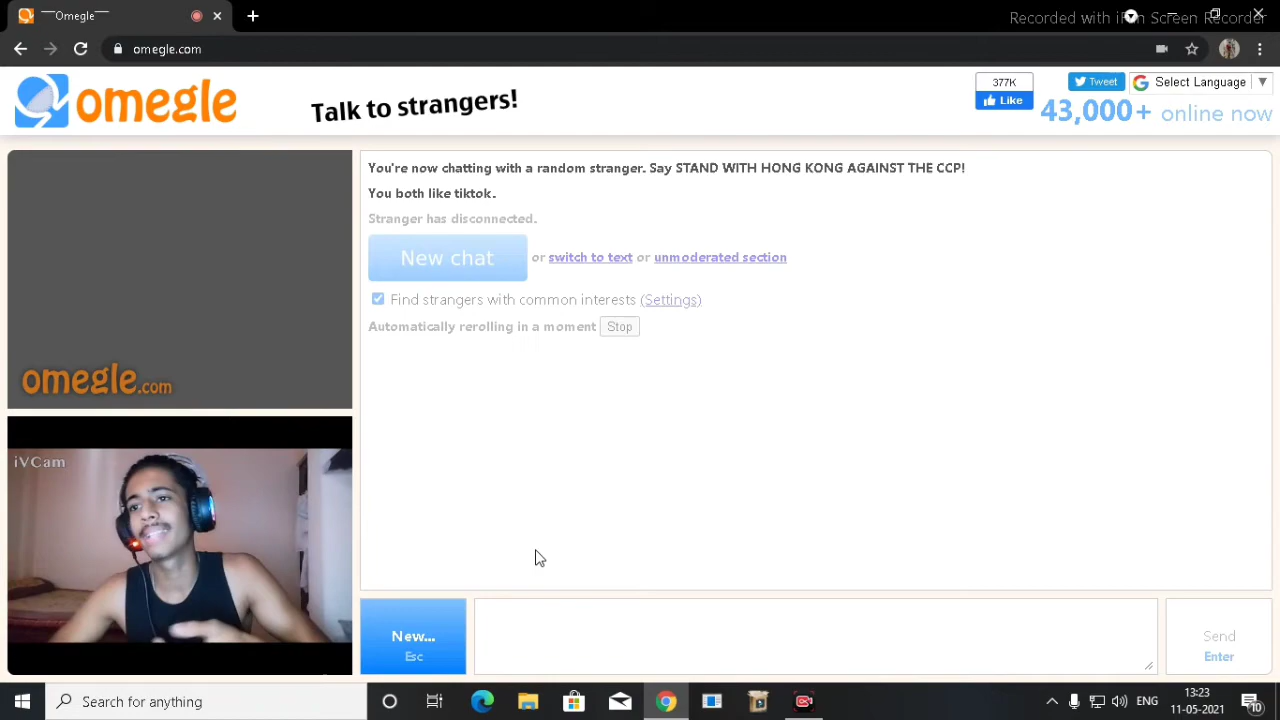 Omegle
Recorded with iFun Screen Recorder
omegle.com
omegle
Talk to strangers!
377K
Like
Tweet
Select Language
43,000+ online now
You're now chatting with a random stranger. Say STAND WITH HONG KONG AGAINST THE CCP!
You both like tiktok.
Stranger has disconnected.
New chat or switch to text or unmoderated section
Find strangers with common interests (Settings)
Automatically rerolling in a moment Stop
omegle.com
iVCam
New...
Esc
Send
Enter
Search for anything
ENG
13:23
11-05-2021
10